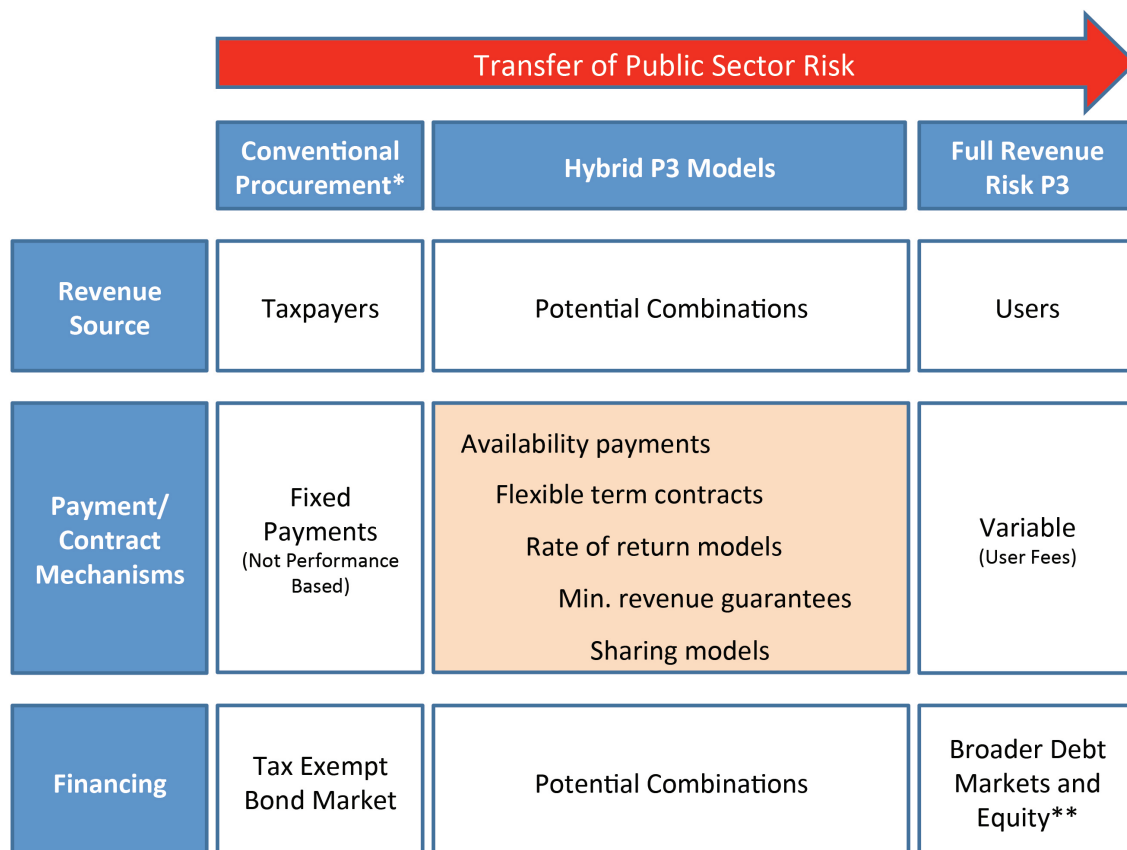 Transfer of Public Sector Risk
Conventional
Procurement*
Hybrid P3 Models
Full Revenue
Risk P3
Revenue
Source
Taxpayers
Potential Combinations
Users
Payment/
Contract
Mechanisms
Fixed
Payments
(Not Performance
Based)
Availability payments
Flexible term contracts
Rate of return models
Min. revenue guarantees
Sharing models
Variable
(User Fees)
Financing
Tax Exempt
Bond Market
Potential Combinations
Broader Debt
Markets and
Equity**